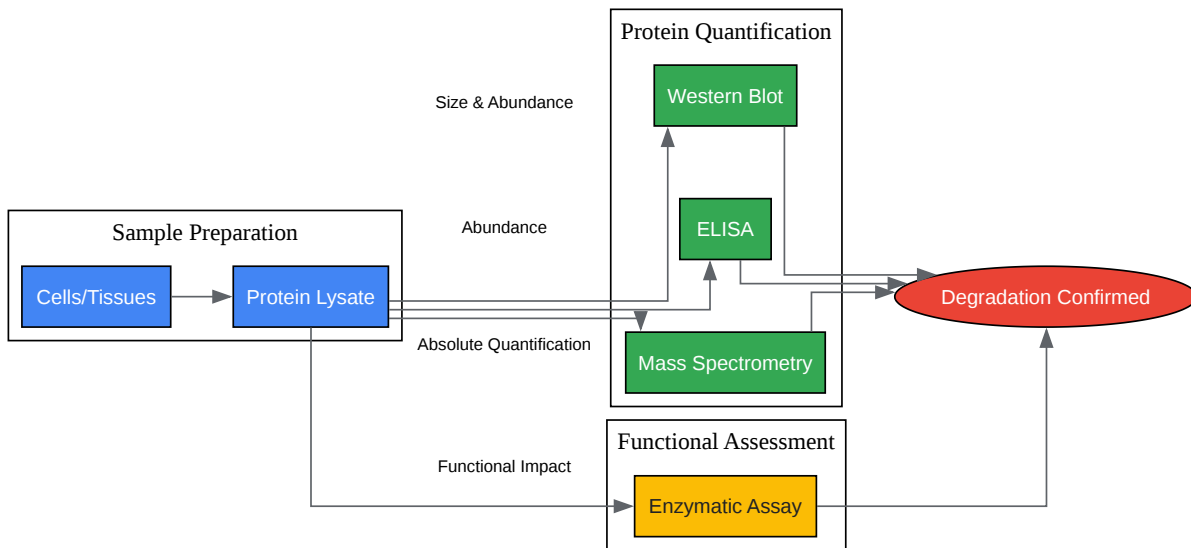 Protein Quantification
Western Blot
Size & Abundance
ELISA
Abundance
Sample Preparation
Cells/Tissues
Protein Lysate
Degradation Confirmed
Absolute Quantification
Mass Spectrometry
Functional Assessment
Functional Impact
Enzymatic Assay